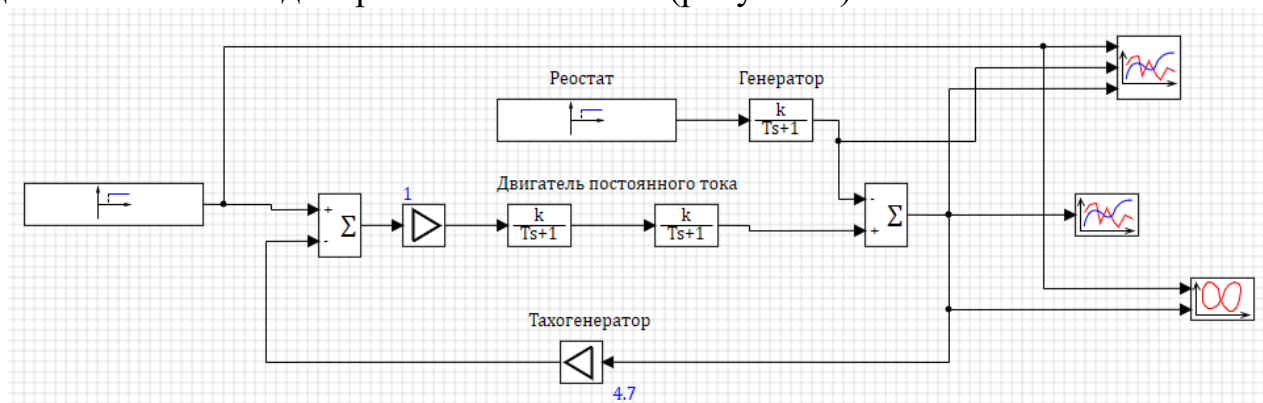 Реостат
Генератор
k
Ts+1
Двигатель постоянного тока
1
+
-
Σ
k
Ts+1
k
Ts+1
-
+
Σ
Тахогенератор
4.7